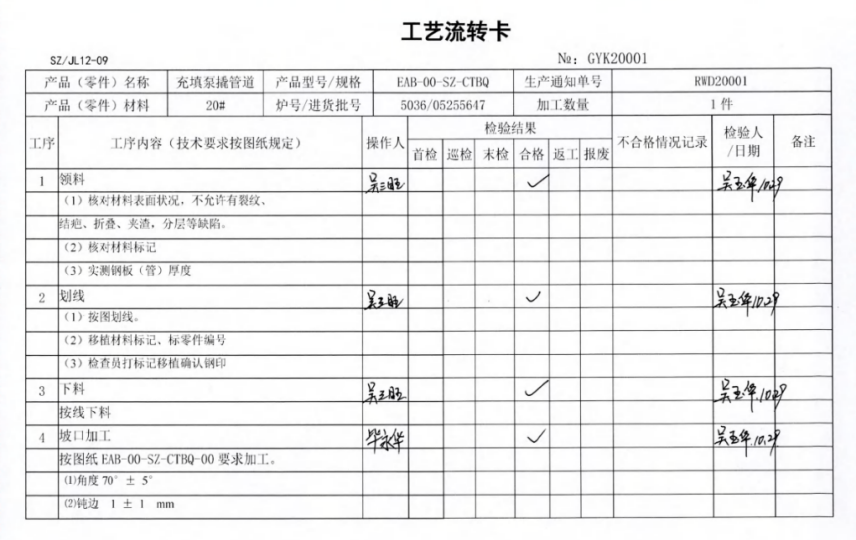 工艺流转卡
SZ/JL12-09 №: GYK20001
产品（零件）名称 充填泵撬管道 产品型号/规格 EAB-00-SZ-CTBQ 生产通知单号 RWD20001
产品（零件）材料 20# 炉号/进货批号 5036/05255647 加工数量 1件
工序 工序内容（技术要求按图纸规定） 操作人 检验结果 不合格情况记录 检验人/日期 备注
首检 巡检 末检 合格 返工 报废
1 领料 吴三旺 ✓ 吴玉华 10.29
（1）核对材料表面状况，不允许有裂纹、
结疤、折叠、夹渣，分层等缺陷。
（2）核对材料标记
（3）实测钢板（管）厚度
2 划线 吴三旺 ✓ 吴玉华 10.29
（1）按图划线。
（2）移植材料标记、标零件编号
（3）检查员打标记移植确认钢印
3 下料 吴三旺 ✓ 吴玉华 10.29
按线下料
4 坡口加工 毕永华 ✓ 吴玉华 10.29
按图纸 EAB-00-SZ-CTBQ-00 要求加工。
(1)角度 70° ± 5°
(2)钝边 1 ± 1 mm